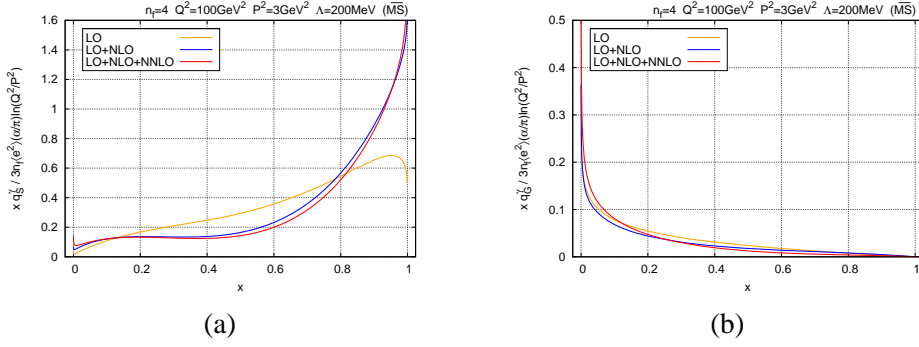 n_f=4 Q²=100GeV² P²=3GeV² Λ=200MeV (M̅S̅)
LO
LO+NLO
LO+NLO+NNLO
x q_S^γ / 3n_f⟨e²⟩(α/π)ln(Q²/P²)
1.6
1.4
1.2
1
0.8
0.6
0.4
0.2
0
0 0.2 0.4 0.6 0.8 1
x
(a)
n_f=4 Q²=100GeV² P²=3GeV² Λ=200MeV (M̅S̅)
LO
LO+NLO
LO+NLO+NNLO
x q_G^γ / 3n_f⟨e²⟩(α/π)ln(Q²/P²)
0.5
0.4
0.3
0.2
0.1
0
0 0.2 0.4 0.6 0.8 1
x
(b)